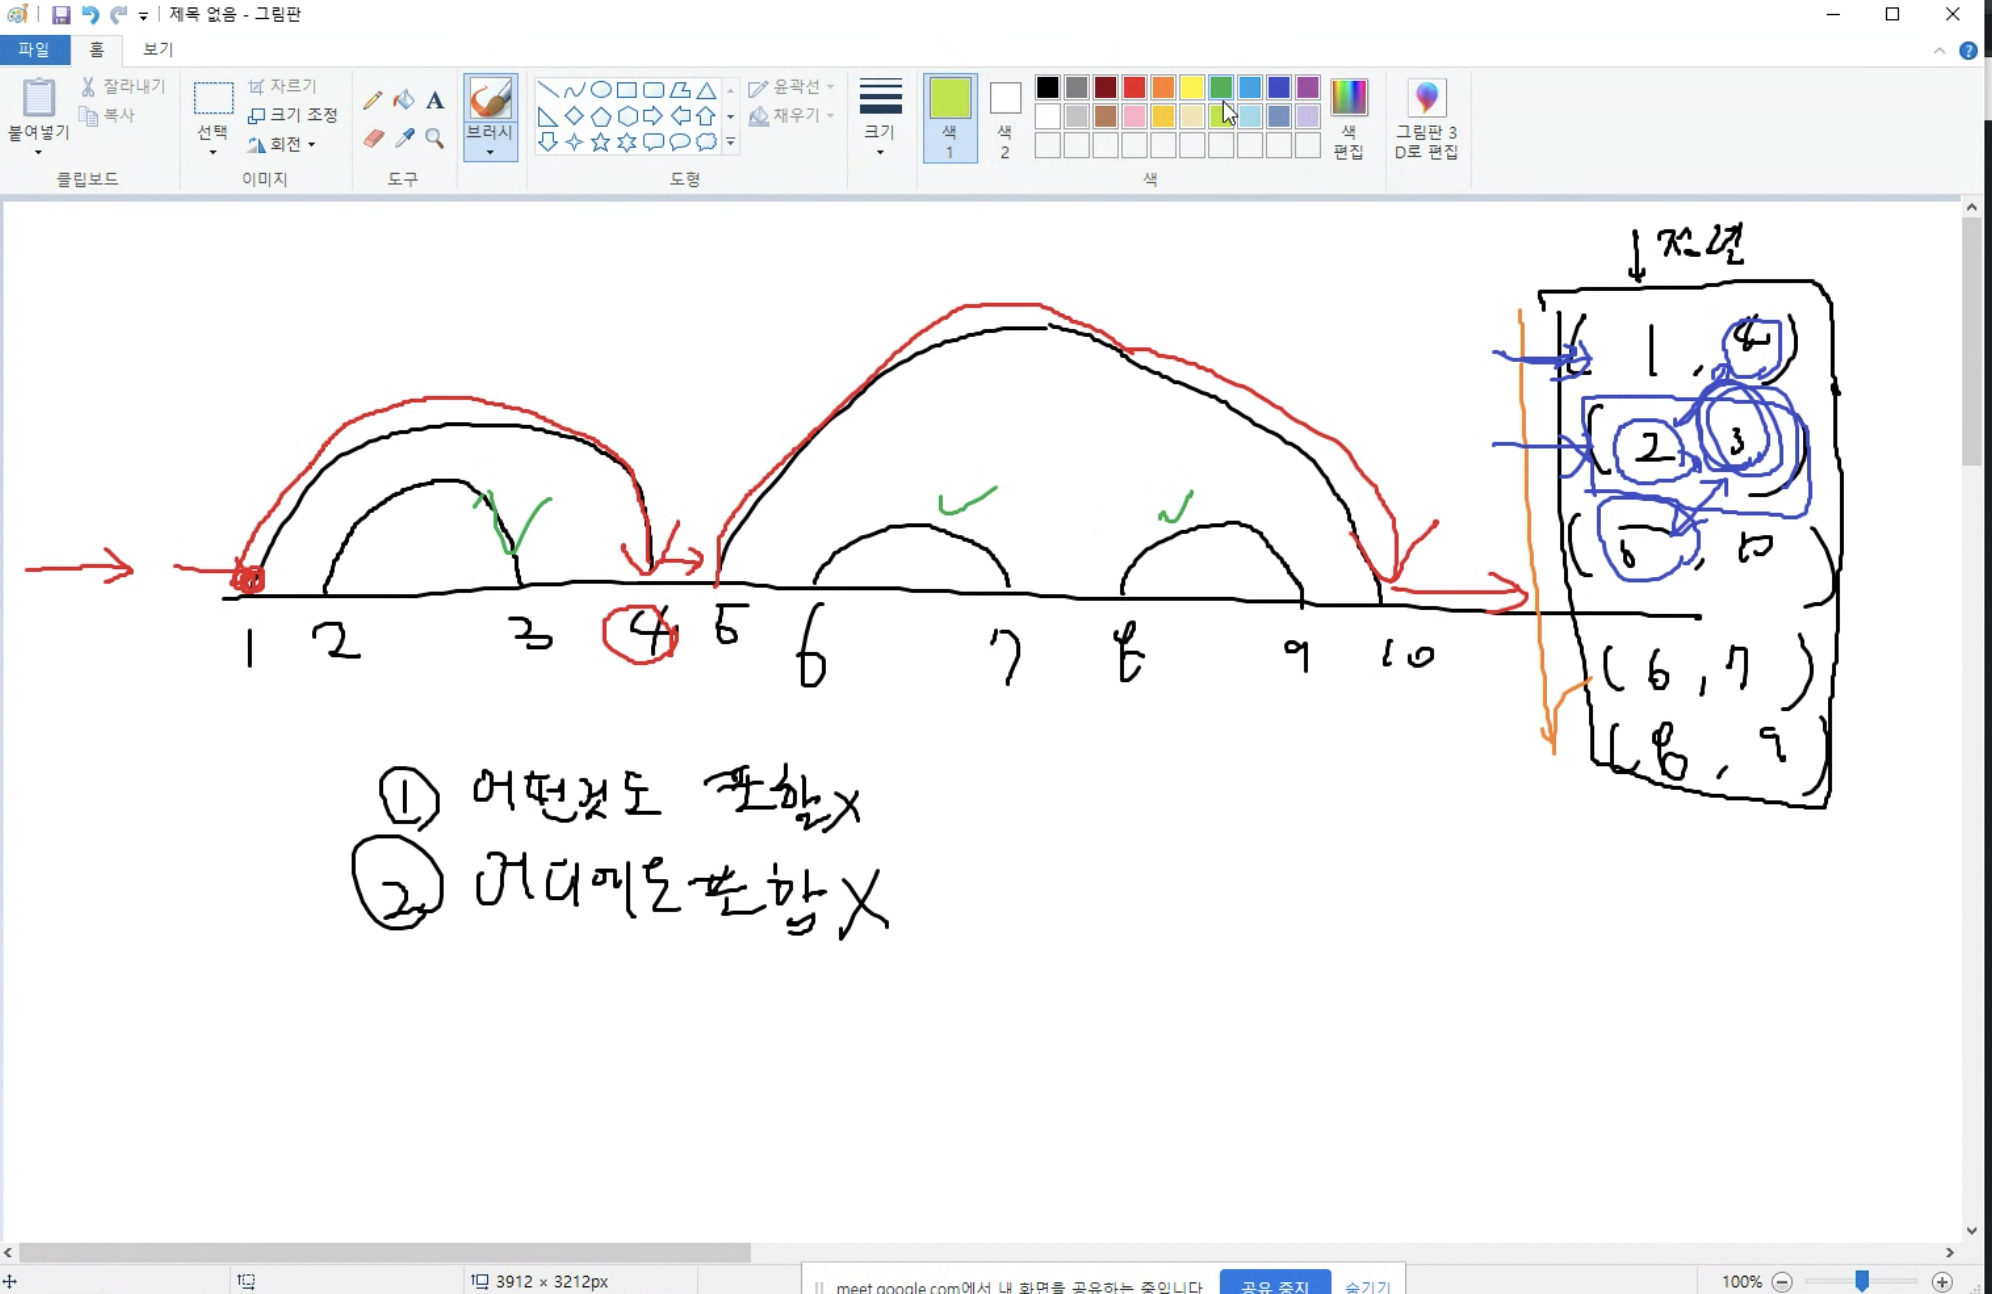 제목 없음 - 그림판
파일 홈 보기
붙여넣기
잘라내기
복사
클립보드
선택
자르기
크기 조정
회전
이미지
A
도구
브러시
윤곽선
채우기
도형
크기
색
1
색
2
색
편집
색
그림판 3
D로 편집
1 2 3 4 5 6 7 8 9 10
(1, 4)
(2, 3)
(5, 10)
(6, 7)
(8, 9)
① 어떤것도 포함X
② 어디에도 포함X
3912 × 3212px
meet.google.com에서 내 화면을 공유하는 중입니다.
공유 중지
숨기기
100%